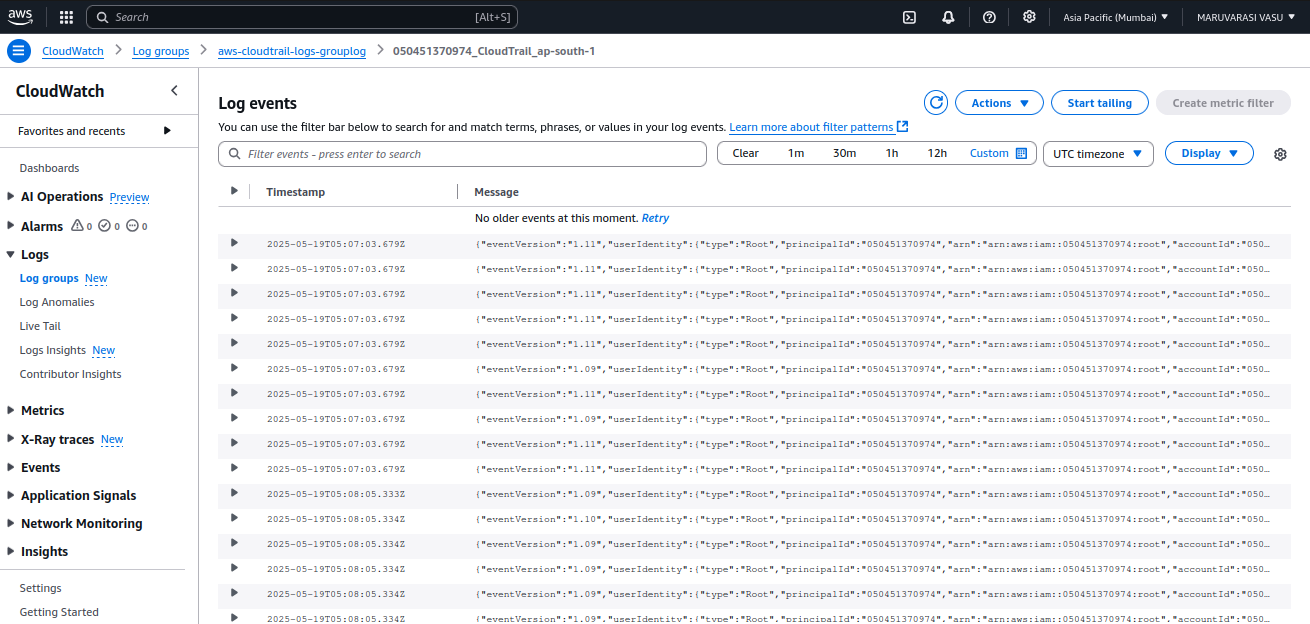 aws Search [Alt+S] Asia Pacific (Mumbai) ▼ MARUVARASI VASU ▼
CloudWatch > Log groups > aws-cloudtrail-logs-grouplog > 050451370974_CloudTrail_ap-south-1
CloudWatch
Favorites and recents
Dashboards
AI Operations Preview
Alarms 0 0 0
Logs
Log groups New
Log Anomalies
Live Tail
Logs Insights New
Contributor Insights
Metrics
X-Ray traces New
Events
Application Signals
Network Monitoring
Insights
Settings
Getting Started
Log events
Actions ▼ Start tailing Create metric filter
You can use the filter bar below to search for and match terms, phrases, or values in your log events. Learn more about filter patterns
Filter events - press enter to search Clear 1m 30m 1h 12h Custom UTC timezone ▼ Display ▼
Timestamp Message
No older events at this moment. Retry
2025-05-19T05:07:03.679Z {"eventVersion":"1.11","userIdentity":{"type":"Root","principalId":"050451370974","arn":"arn:aws:iam::050451370974:root","accountId":"050…
2025-05-19T05:07:03.679Z {"eventVersion":"1.11","userIdentity":{"type":"Root","principalId":"050451370974","arn":"arn:aws:iam::050451370974:root","accountId":"050…
2025-05-19T05:07:03.679Z {"eventVersion":"1.11","userIdentity":{"type":"Root","principalId":"050451370974","arn":"arn:aws:iam::050451370974:root","accountId":"050…
2025-05-19T05:07:03.679Z {"eventVersion":"1.11","userIdentity":{"type":"Root","principalId":"050451370974","arn":"arn:aws:iam::050451370974:root","accountId":"050…
2025-05-19T05:07:03.679Z {"eventVersion":"1.11","userIdentity":{"type":"Root","principalId":"050451370974","arn":"arn:aws:iam::050451370974:root","accountId":"050…
2025-05-19T05:07:03.679Z {"eventVersion":"1.09","userIdentity":{"type":"Root","principalId":"050451370974","arn":"arn:aws:iam::050451370974:root","accountId":"050…
2025-05-19T05:07:03.679Z {"eventVersion":"1.11","userIdentity":{"type":"Root","principalId":"050451370974","arn":"arn:aws:iam::050451370974:root","accountId":"050…
2025-05-19T05:07:03.679Z {"eventVersion":"1.09","userIdentity":{"type":"Root","principalId":"050451370974","arn":"arn:aws:iam::050451370974:root","accountId":"050…
2025-05-19T05:07:03.679Z {"eventVersion":"1.11","userIdentity":{"type":"Root","principalId":"050451370974","arn":"arn:aws:iam::050451370974:root","accountId":"050…
2025-05-19T05:07:03.679Z {"eventVersion":"1.11","userIdentity":{"type":"Root","principalId":"050451370974","arn":"arn:aws:iam::050451370974:root","accountId":"050…
2025-05-19T05:08:05.333Z {"eventVersion":"1.09","userIdentity":{"type":"Root","principalId":"050451370974","arn":"arn:aws:iam::050451370974:root","accountId":"050…
2025-05-19T05:08:05.334Z {"eventVersion":"1.10","userIdentity":{"type":"Root","principalId":"050451370974","arn":"arn:aws:iam::050451370974:root","accountId":"050…
2025-05-19T05:08:05.334Z {"eventVersion":"1.09","userIdentity":{"type":"Root","principalId":"050451370974","arn":"arn:aws:iam::050451370974:root","accountId":"050…
2025-05-19T05:08:05.334Z {"eventVersion":"1.09","userIdentity":{"type":"Root","principalId":"050451370974","arn":"arn:aws:iam::050451370974:root","accountId":"050…
2025-05-19T05:08:05.334Z {"eventVersion":"1.09","userIdentity":{"type":"Root","principalId":"050451370974","arn":"arn:aws:iam::050451370974:root","accountId":"050…
2025-05-19T05:08:05.334Z {"eventVersion":"1.09","userIdentity":{"type":"Root","principalId":"050451370974","arn":"arn:aws:iam::050451370974:root","accountId":"050…